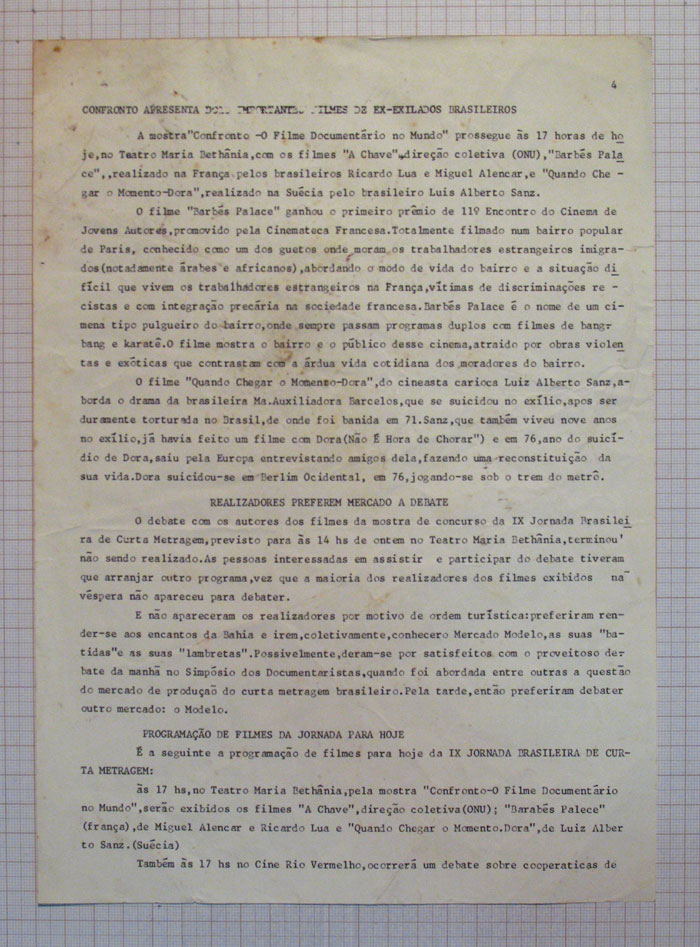 4
CONFRONTO APRESENTA DOIS IMPORTANTES FILMES DZ EX-EXILADOS BRASILEIROS
A mostra"Confronto -O Filme Documentário no Mundo" prossegue às 17 horas de ho
je,no Teatro Maria Bethânia,com os filmes "A Chave",direção coletiva (ONU),"Barbés Pala
ce",,realizado na França pelos brasileiros Ricardo Lua e Miguel Alencar,e "Quando Che -
gar o Momento-Dora",realizado na Suécia pelo brasileiro Luis Alberto Sanz.
O filme "Barbés Palace" ganhou o primeiro prêmio de 11º Encontro do Cinema de
Jovens Autores,promovido pela Cinemateca Francesa.Totalmente filmado num bairro popular
de Paris, conhecido como um dos guetos onde moram os trabalhadores estrangeiros imigra-
dos(notadamente árabes e africanos),abordando o modo de vida do bairro e a situação di
fícil que vivem os trabalhadores estrangeiros na França,vítimas de discriminações re -
cistas e com integração precária na sociedade francesa.Barbés Palace é o nome de um ci-
mena tipo pulgueiro do bairro,onde sempre passam programas duplos com filmes de bang-
bang e karatê.O filme mostra o bairro e o público desse cinema,atraido por obras violen
tas e exóticas que contrastam com a árdua vida cotidiana dos moradores do bairro.
O filme "Quando Chegar o Momento-Dora",do cineasta carioca Luiz Alberto Sanz,a-
borda o drama da brasileira Ma.Auxiliadora Barcelos,que se suicidou no exílio,apos ser
duramente torturada no Brasil,de onde foi banida em 71.Sanz,que também viveu nove anos
no exílio,já havia feito um filme com Dora(Não É Hora de Chorar") e em 76,ano do suicí-
dio de Dora,saiu pela Europa entrevistando amigos dela,fazendo uma reconstituição da
sua vida.Dora suicidou-se em Berlim Ocidental, em 76,jogando-se sob o trem do metrô.
REALIZADORES PREFEREM MERCADO A DEBATE
O debate com os autores dos filmes da mostra de concurso da IX Jornada Brasilei
ra de Curta Metragem,previsto para às 14 hs de ontem no Teatro Maria Bethânia,terminou'
não sendo realizado.As pessoas interessadas em assistir e participar do debate tiveram
que arranjar outro programa,vez que a maioria dos realizadores dos filmes exibidos na
véspera não apareceu para debater.
E não apareceram os realizadores por motivo de ordem turística:preferiram ren-
der-se aos encantos da Bahia e irem,coletivamente,conhecero Mercado Modelo,as suas "ba-
tidas"e as suas "lambretas".Possivelmente,deram-se por satisfeitos com o proveitoso de-
bate da manhã no Simpósio dos Documentaristas,quando foi abordada entre outras a questão
do mercado de produção do curta metragem brasileiro.Pela tarde,então preferiram debater
outro mercado: o Modelo.
PROGRAMAÇÃO DE FILMES DA JORNADA PARA HOJE
É a seguinte a programação de filmes para hoje da IX JORNADA BRASILEIRA DE CUR-
TA METRAGEM:
às 17 hs,no Teatro Maria Bethânia,pela mostra "Confronto-O Filme Documentário
no Mundo",serão exibidos os filmes "A Chave",direção coletiva(ONU); "Barabés Palece"
(frança),de Miguel Alencar e Ricardo Lua e "Quando Chegar o Momento.Dora",de Luiz Alber
to Sanz.(Suécia)
Também às 17 hs no Cine Rio Vermelho,ocorrerá um debate sobre cooperaticas de